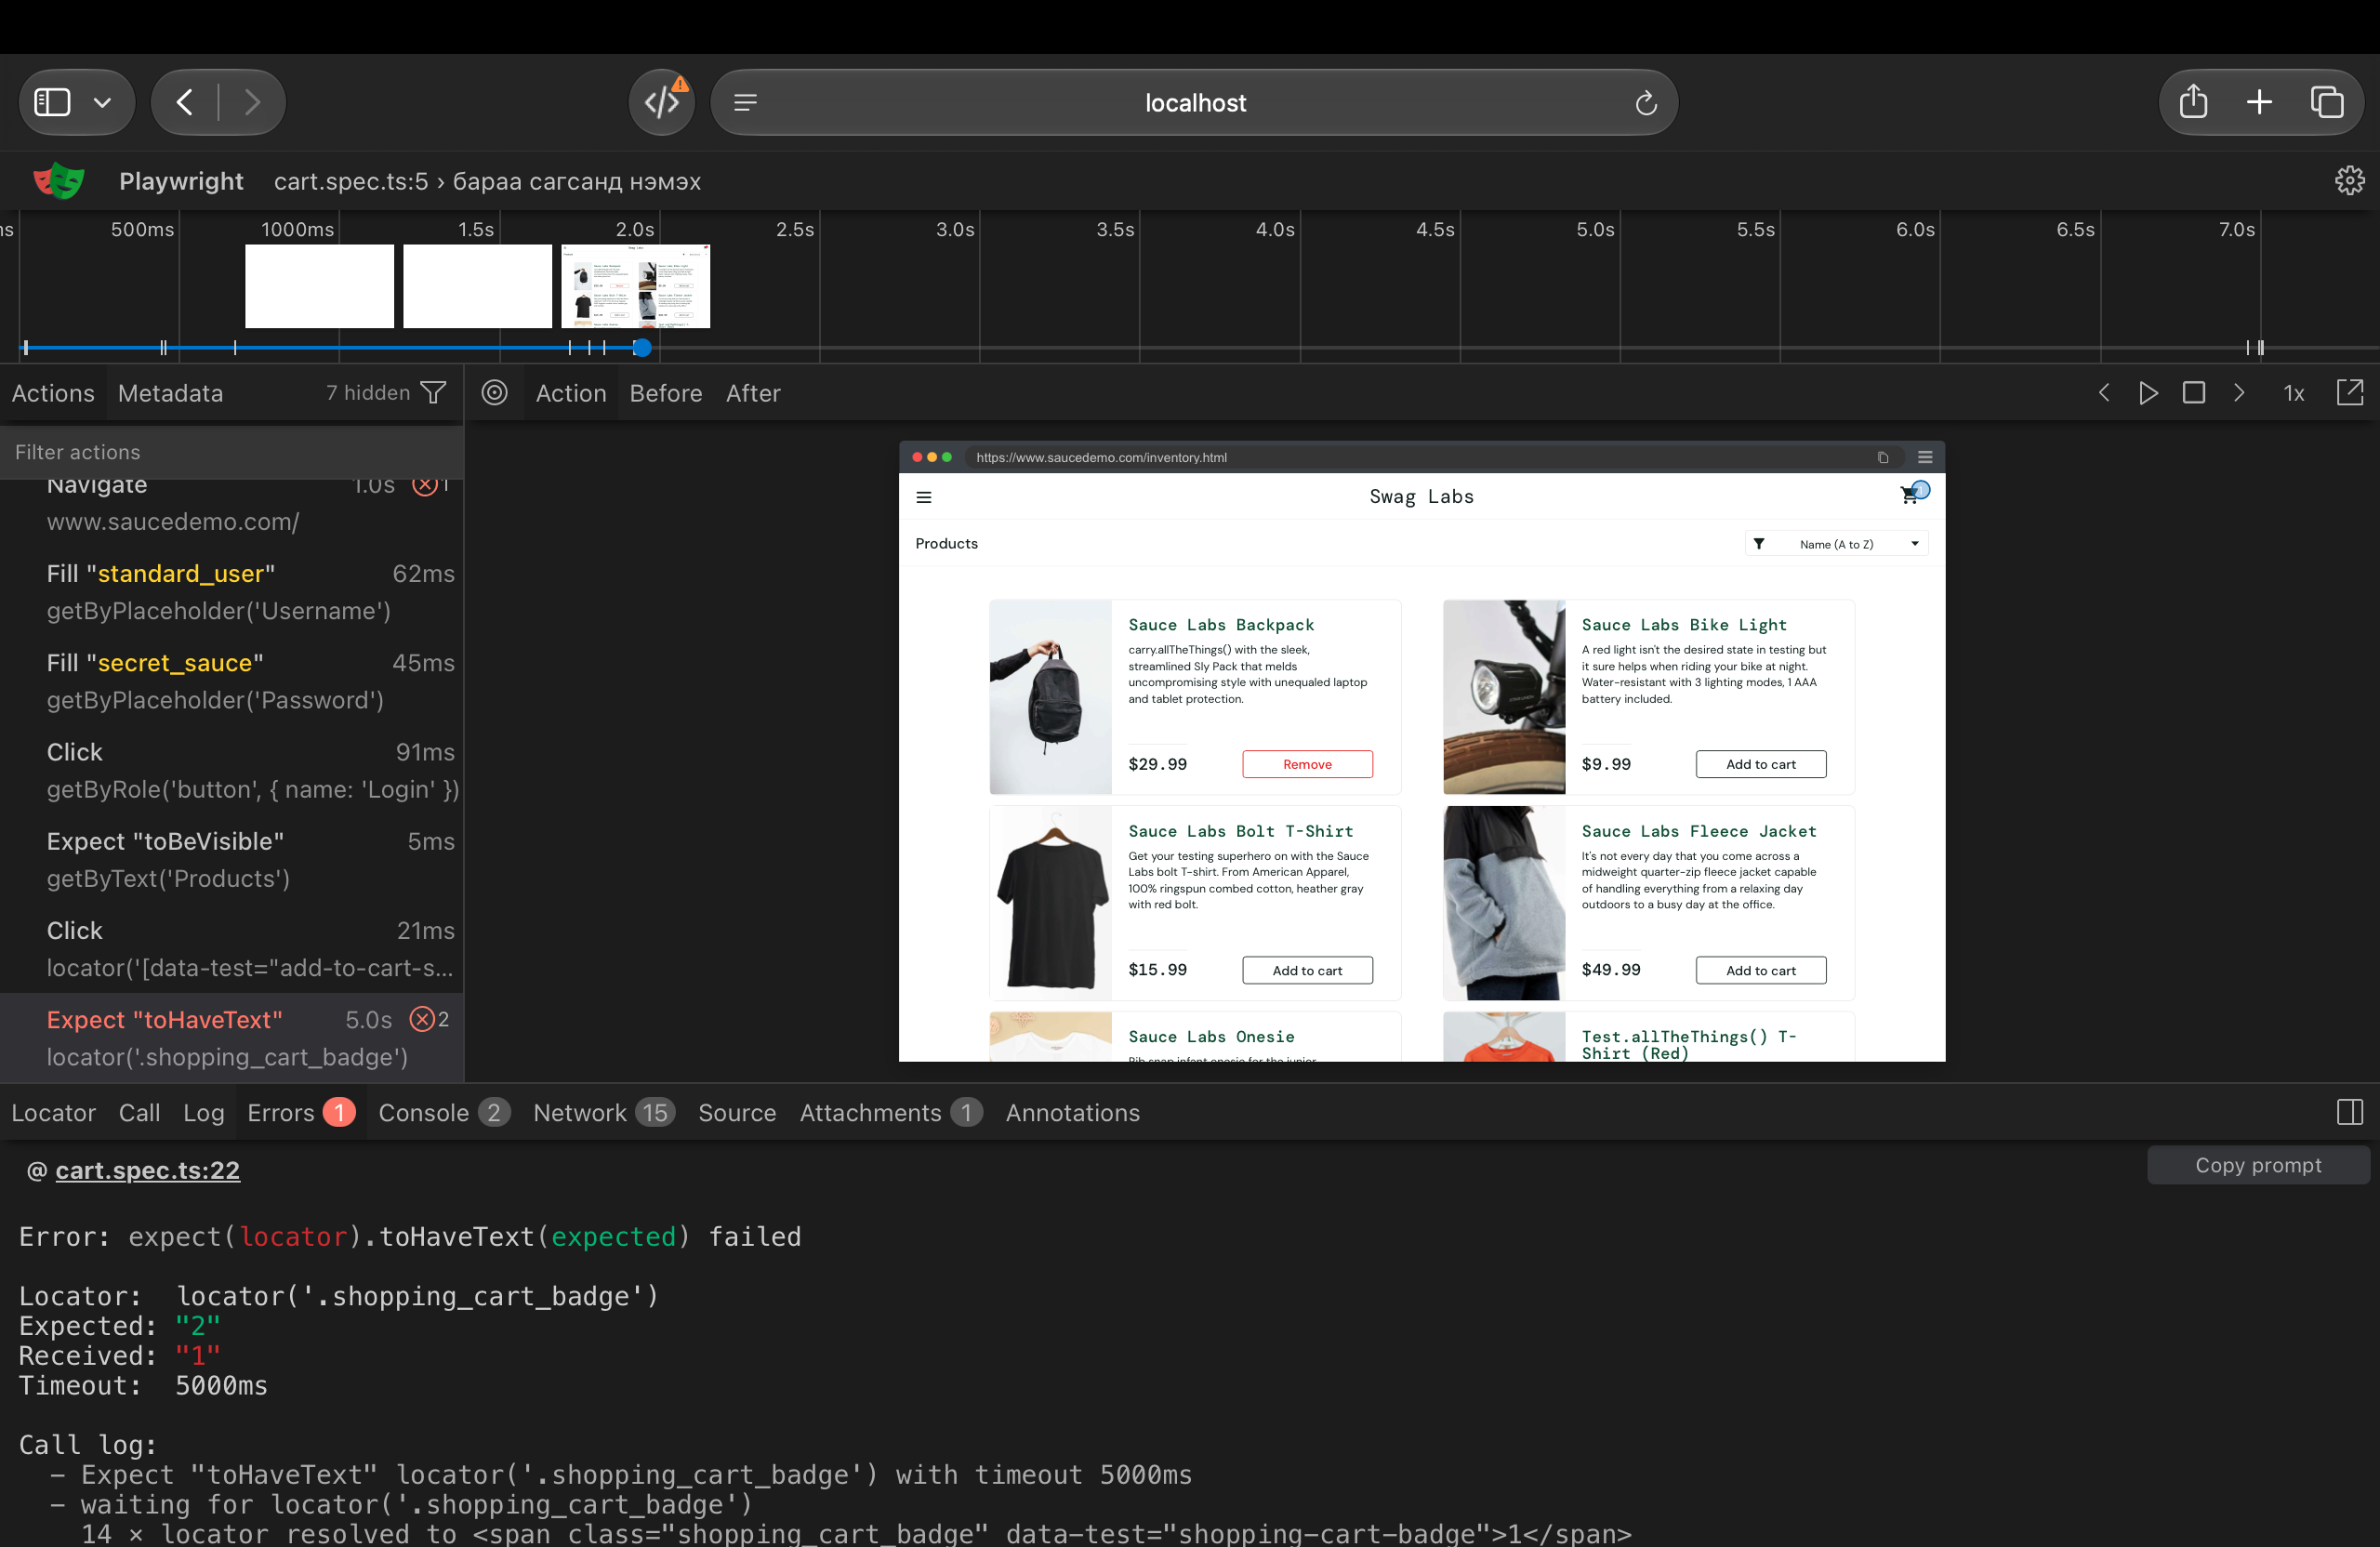 localhost
Playwright cart.spec.ts:5 › бараа сагсанд нэмэх
500ms 1000ms 1.5s 2.0s 2.5s 3.0s 3.5s 4.0s 4.5s 5.0s 5.5s 6.0s 6.5s 7.0s
Actions Metadata 7 hidden
Action Before After
1x
Filter actions
Navigate 1.0s 1
www.saucedemo.com/
Fill "standard_user" 62ms
getByPlaceholder('Username')
Fill "secret_sauce" 45ms
getByPlaceholder('Password')
Click 91ms
getByRole('button', { name: 'Login' })
Expect "toBeVisible" 5ms
getByText('Products')
Click 21ms
locator('[data-test="add-to-cart-s...
Expect "toHaveText" 5.0s 2
locator('.shopping_cart_badge')
https://www.saucedemo.com/inventory.html
Swag Labs
1
Products
Name (A to Z)
Sauce Labs Backpack
carry.allTheThings() with the sleek,
streamlined Sly Pack that melds
uncompromising style with unequaled laptop
and tablet protection.
$29.99
Remove
Sauce Labs Bike Light
A red light isn't the desired state in testing but
it sure helps when riding your bike at night.
Water-resistant with 3 lighting modes, 1 AAA
battery included.
$9.99
Add to cart
Sauce Labs Bolt T-Shirt
Get your testing superhero on with the Sauce
Labs bolt T-shirt. From American Apparel,
100% ringspun combed cotton, heather gray
with red bolt.
$15.99
Add to cart
Sauce Labs Fleece Jacket
It's not every day that you come across a
midweight quarter-zip fleece jacket capable
of handling everything from a relaxing day
outdoors to a busy day at the office.
$49.99
Add to cart
Sauce Labs Onesie
Rib snap infant onesie for the junior
Test.allTheThings() T-
Shirt (Red)
Locator Call Log Errors 1 Console 2 Network 15 Source Attachments 1 Annotations
@ cart.spec.ts:22
Copy prompt
Error: expect(locator).toHaveText(expected) failed
Locator: locator('.shopping_cart_badge')
Expected: "2"
Received: "1"
Timeout: 5000ms
Call log:
– Expect "toHaveText" locator('.shopping_cart_badge') with timeout 5000ms
– waiting for locator('.shopping_cart_badge')
14 × locator resolved to <span class="shopping_cart_badge" data-test="shopping-cart-badge">1</span>